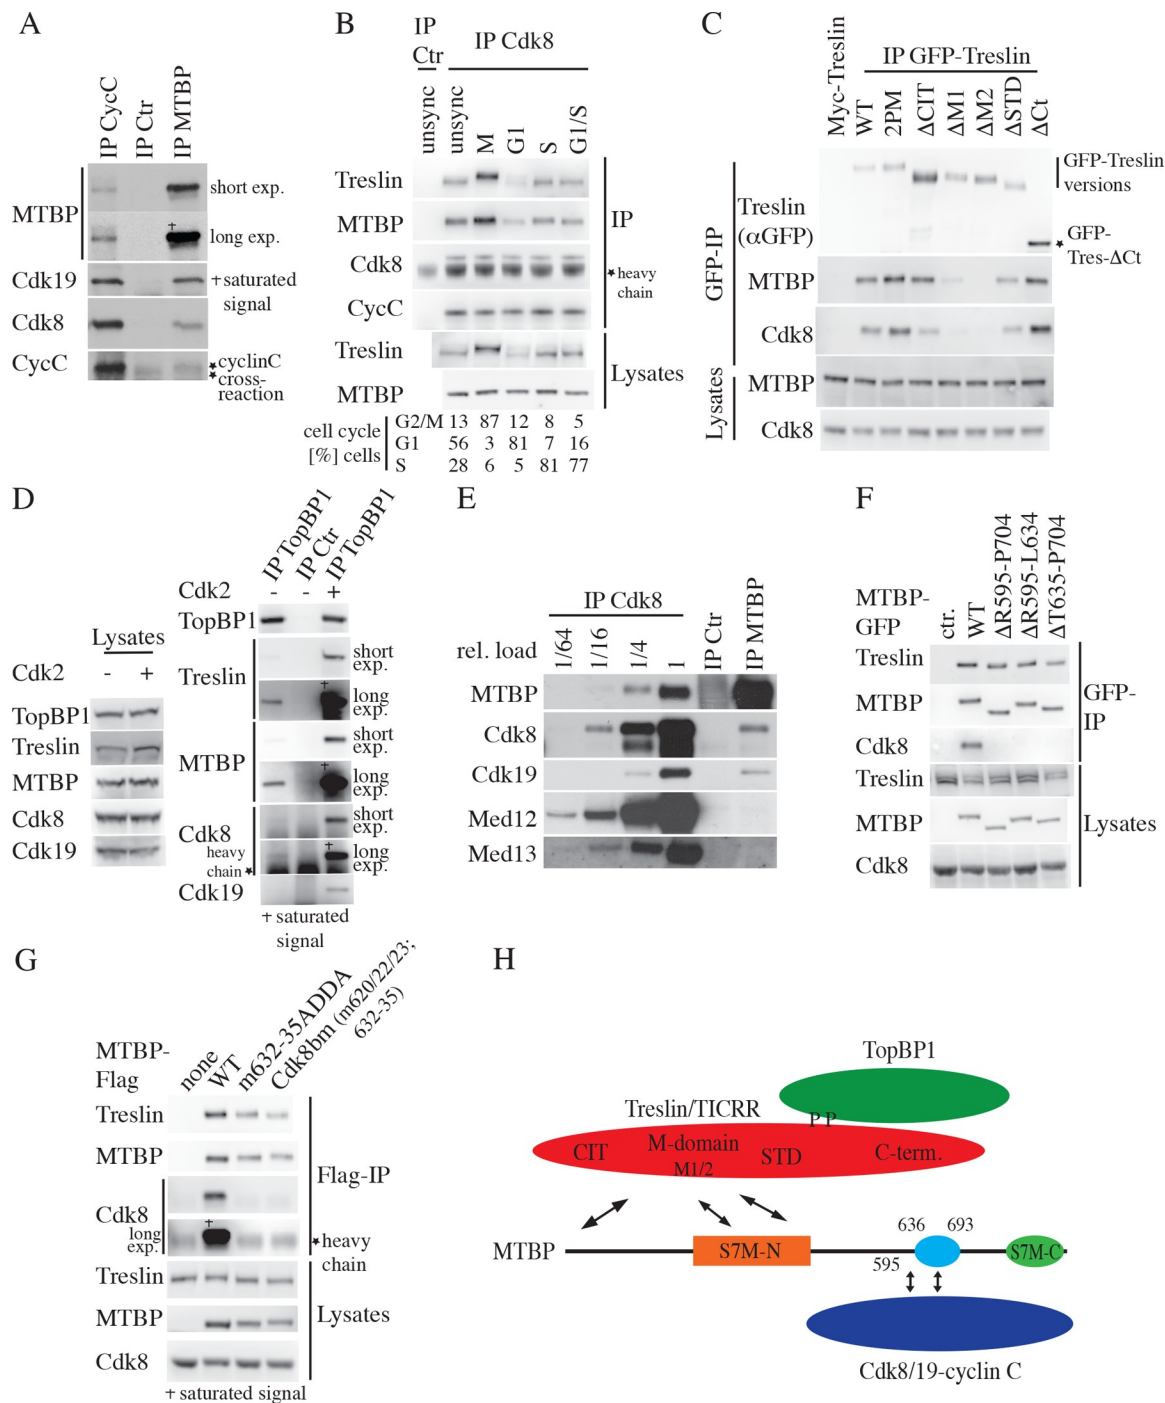 A
IP CycC
IP Ctr
IP MTBP
MTBP
short exp.
†
long exp.
Cdk19
+saturated
signal
Cdk8
CycC
★cyclinC
★cross-
reaction
B
IP
Ctr
IP Cdk8
unsync
unsync
M
G1
S
G1/S
Treslin
MTBP
IP
Cdk8
★heavy
chain
CycC
Treslin
Lysates
MTBP
cell cycle
[%] cells
G2/M 13 87 12 8 5
G1 56 3 81 7 16
S 28 6 5 81 77
C
Myc-Treslin
IP GFP-Treslin
WT
2PM
ΔCIT
ΔM1
ΔM2
ΔSTD
ΔCt
GFP-IP
Treslin
(αGFP)
GFP-Treslin
versions
GFP-
★Tres-ΔCt
MTBP
Cdk8
Lysates
MTBP
Cdk8
D
Lysates
Cdk2 - +
TopBP1
Treslin
MTBP
Cdk8
Cdk19
IP TopBP1
IP Ctr
IP TopBP1
Cdk2 - - +
TopBP1
Treslin
short
exp.
†
long
exp.
MTBP
short
exp.
†
long
exp.
Cdk8
short
exp.
heavy
chain★
†
long
exp.
Cdk19
† saturated
signal
E
IP Cdk8
rel. load
1/64
1/16
1/4
1
IP Ctr
IP MTBP
MTBP
Cdk8
Cdk19
Med12
Med13
F
MTBP-
GFP
ctr.
WT
ΔR595-P704
ΔR595-L634
ΔT635-P704
Treslin
MTBP
GFP-
IP
Cdk8
Treslin
MTBP
Lysates
Cdk8
G
MTBP-
Flag
none
WT
m632-35ADDA
Cdk8bm (m620/22/23;
632-35)
Treslin
MTBP
Flag-IP
Cdk8
long
exp.
†
★heavy
chain
Treslin
MTBP
Lysates
Cdk8
† saturated signal
H
TopBP1
Treslin/TICRR
P P
CIT
M-domain
M1/2
STD
C-term.
MTBP
S7M-N
595
636
693
S7M-C
Cdk8/19-cyclin C